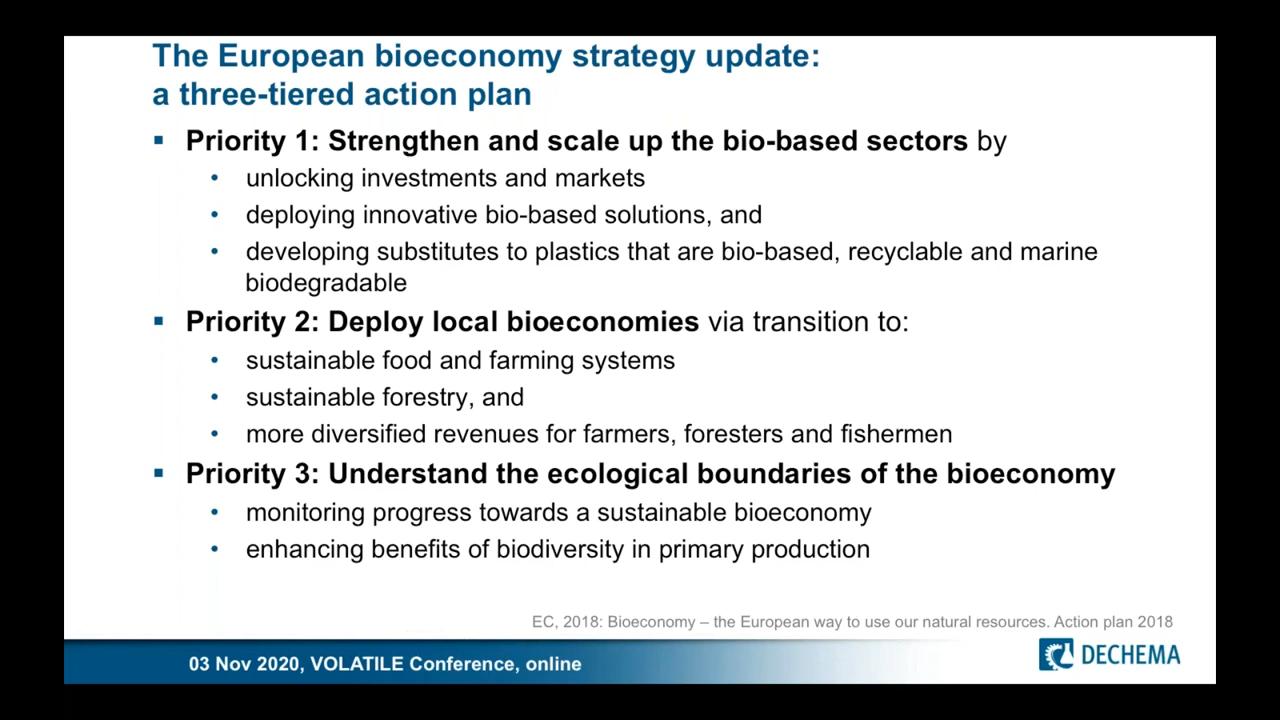 The European bioeconomy strategy update:
a three-tiered action plan
▪ Priority 1: Strengthen and scale up the bio-based sectors by
• unlocking investments and markets
• deploying innovative bio-based solutions, and
• developing substitutes to plastics that are bio-based, recyclable and marine
biodegradable
▪ Priority 2: Deploy local bioeconomies via transition to:
• sustainable food and farming systems
• sustainable forestry, and
• more diversified revenues for farmers, foresters and fishermen
▪ Priority 3: Understand the ecological boundaries of the bioeconomy
• monitoring progress towards a sustainable bioeconomy
• enhancing benefits of biodiversity in primary production
EC, 2018: Bioeconomy – the European way to use our natural resources. Action plan 2018
03 Nov 2020, VOLATILE Conference, online
DECHEMA